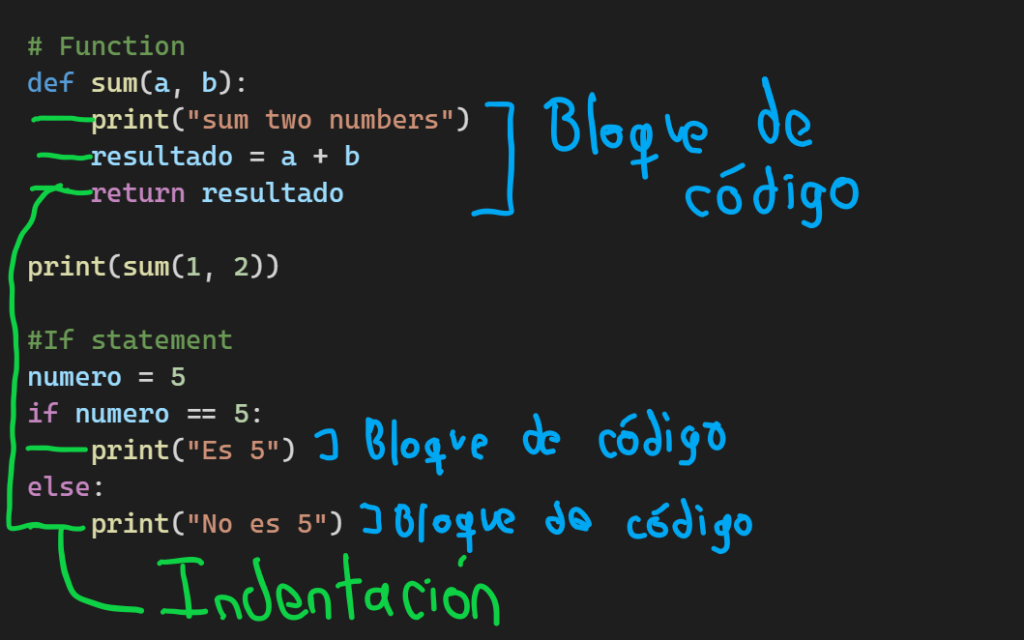 # Function
def sum(a, b):
print("sum two numbers")
resultado = a + b
return resultado
Bloque de
código
print(sum(1, 2))
#If statement
numero = 5
if numero == 5:
print("Es 5") Bloque de código
else:
print("No es 5") Bloque de código
Indentación